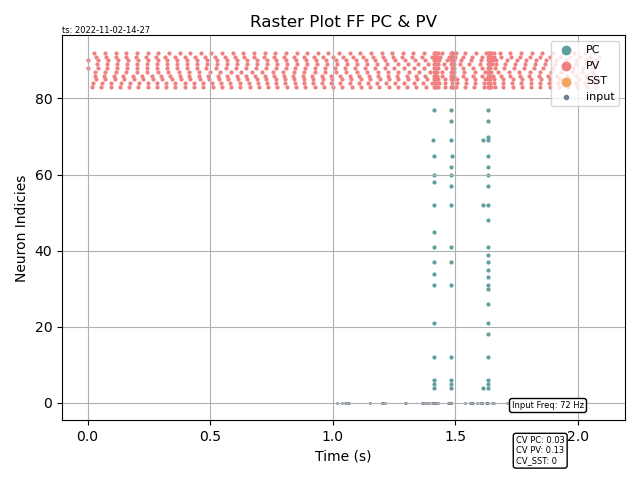 Raster Plot FF PC & PV
ts: 2022-11-02-14-27
PC
PV
SST
input
80
60
40
20
0
Neuron Indicies
Input Freq: 72 Hz
0.0 0.5 1.0 1.5 2.0
Time (s)
CV PC: 0.03
CV PV: 0.13
CV_SST: 0